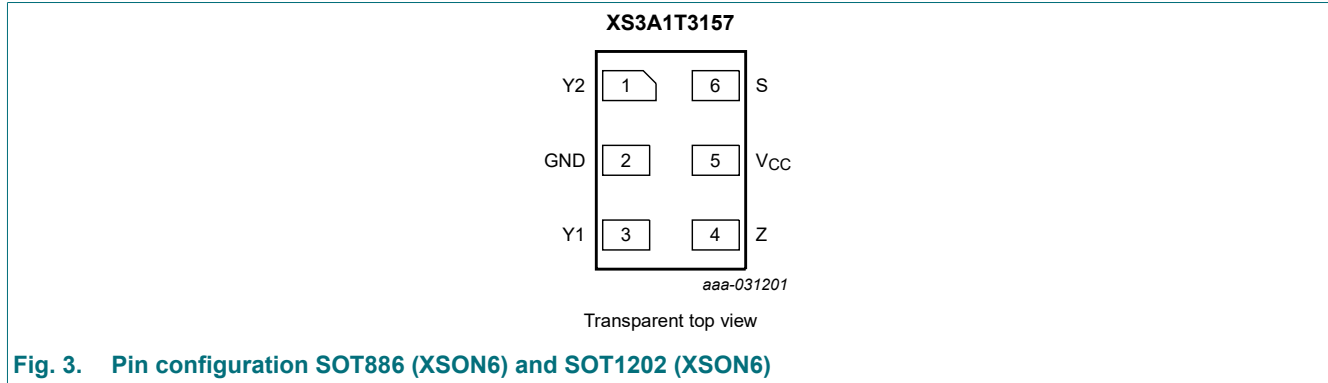 XS3A1T3157
Y2 1 6 S
GND 2 5 VCC
Y1 3 4 Z
aaa-031201
Transparent top view
Fig. 3. Pin configuration SOT886 (XSON6) and SOT1202 (XSON6)